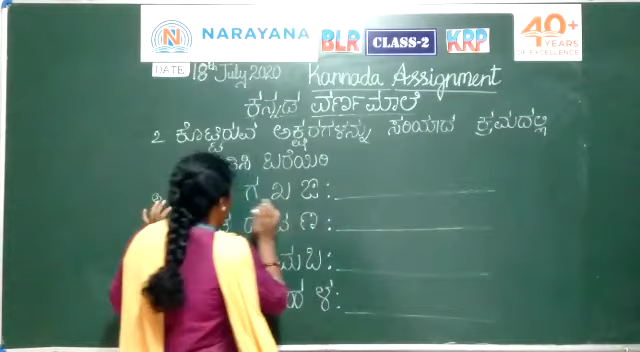 NARAYANA
BLR CLASS-2 KRP
40+
YEARS
OF EXCELLENCE
DATE 18th July 2020 Kannada Assignment
ಕನ್ನಡ ವರ್ಣಮಾಲೆ
2 ಕೊಟ್ಟಿರುವ ಅಕ್ಷರಗಳನ್ನು ಸರಿಯಾದ ಕ್ರಮದಲ್ಲಿ
ಬರೆಯಿರಿ
ಗ ಖ ಙ :
ಣ :
ಮ ಬ :
ಹ ಳ :